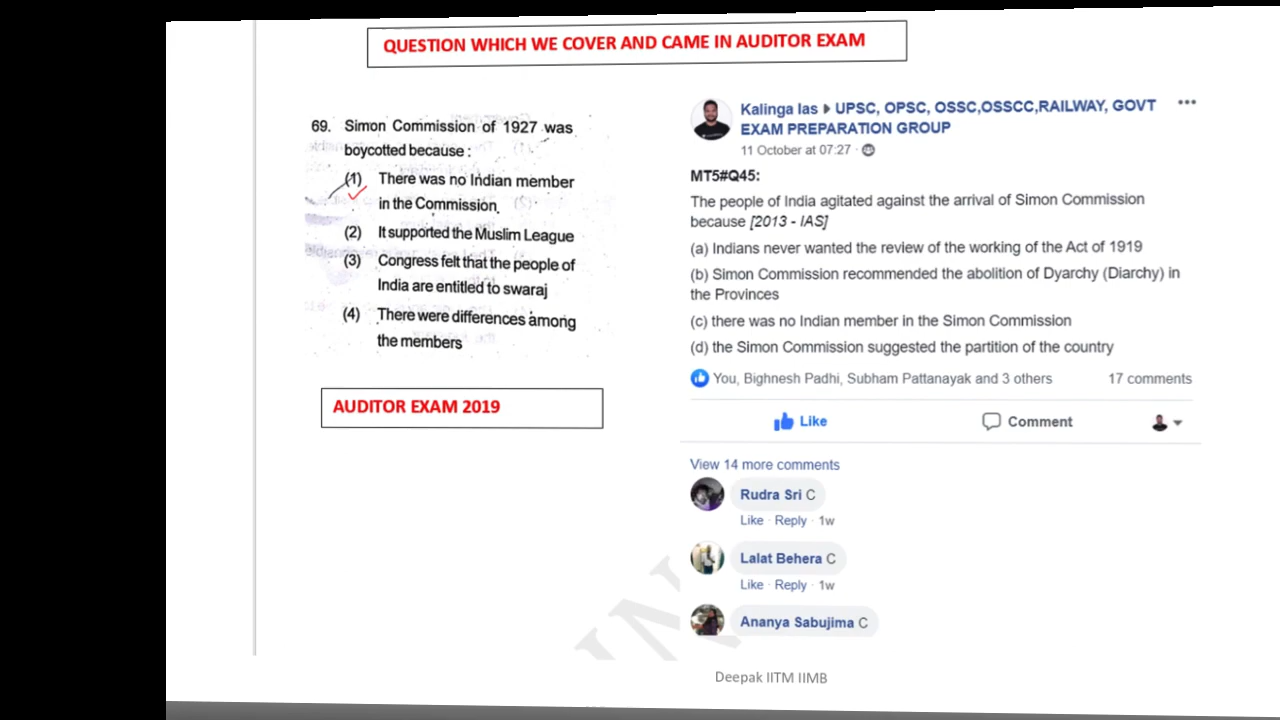 QUESTION WHICH WE COVER AND CAME IN AUDITOR EXAM
69. Simon Commission of 1927 was
boycotted because :
(1) There was no Indian member
in the Commission
(2) It supported the Muslim League
(3) Congress felt that the people of
India are entitled to swaraj
(4) There were differences among
the members
AUDITOR EXAM 2019
Kalinga Ias ▸ UPSC, OPSC, OSSC,OSSCC,RAILWAY, GOVT
EXAM PREPARATION GROUP
11 October at 07:27 ·
MT5#Q45:
The people of India agitated against the arrival of Simon Commission
because [2013 - IAS]
(a) Indians never wanted the review of the working of the Act of 1919
(b) Simon Commission recommended the abolition of Dyarchy (Diarchy) in
the Provinces
(c) there was no Indian member in the Simon Commission
(d) the Simon Commission suggested the partition of the country
You, Bighnesh Padhi, Subham Pattanayak and 3 others 17 comments
Like Comment
View 14 more comments
Rudra Sri C
Like · Reply · 1w
Lalat Behera C
Like · Reply · 1w
Ananya Sabujima C
Deepak IITM IIMB